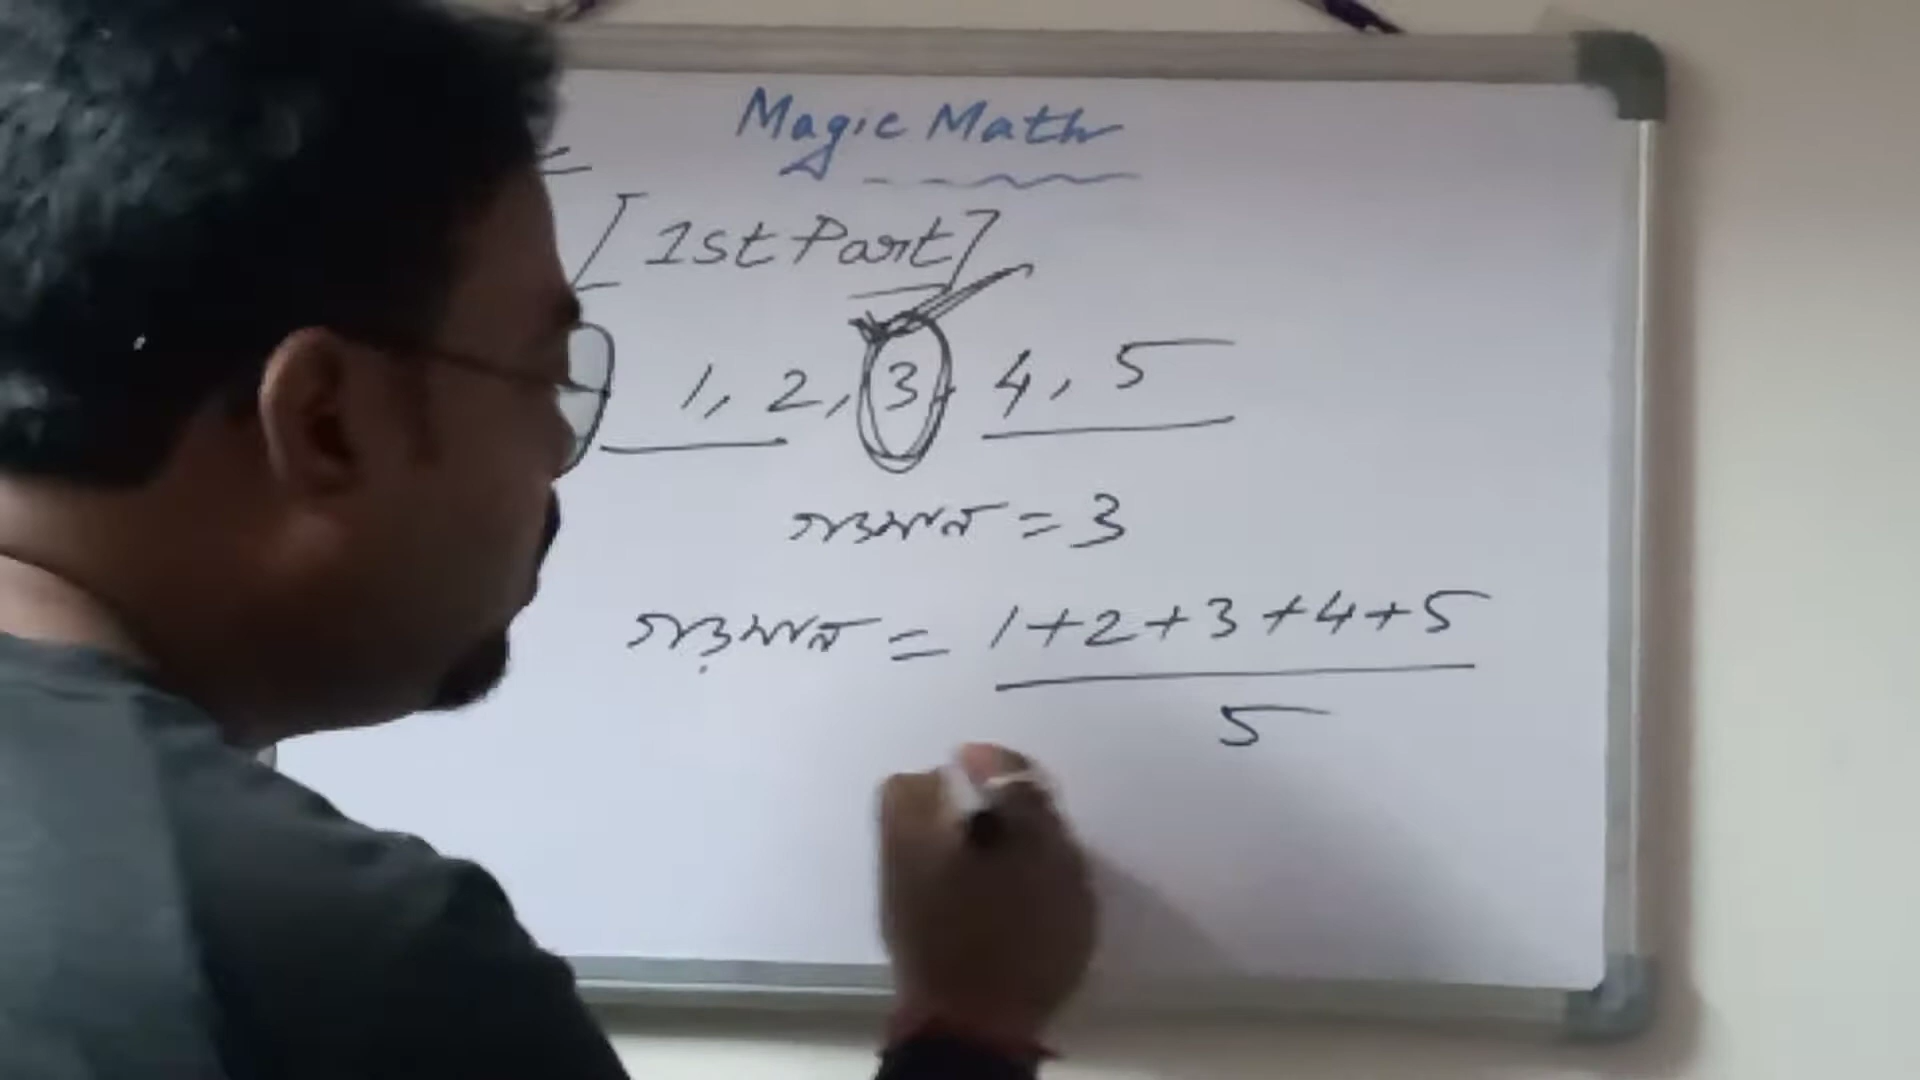 Magic Math
[1st Part]
1, 2, 3, 4, 5
গড়মান = 3
গড়মান = 1+2+3+4+5
5